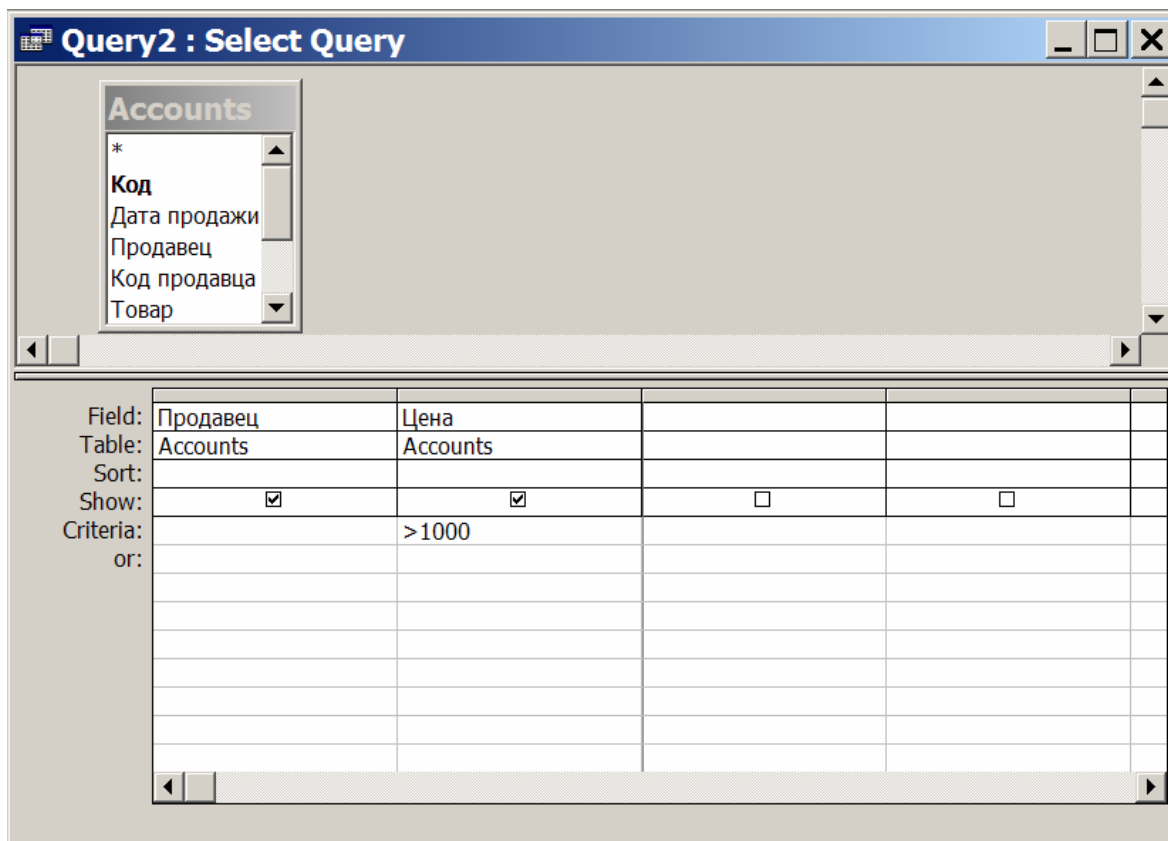 Query2 : Select Query
Accounts
*
Код
Дата продажи
Продавец
Код продавца
Товар
Field: Продавец Цена
Table: Accounts Accounts
Sort:
Show:
Criteria: >1000
or: